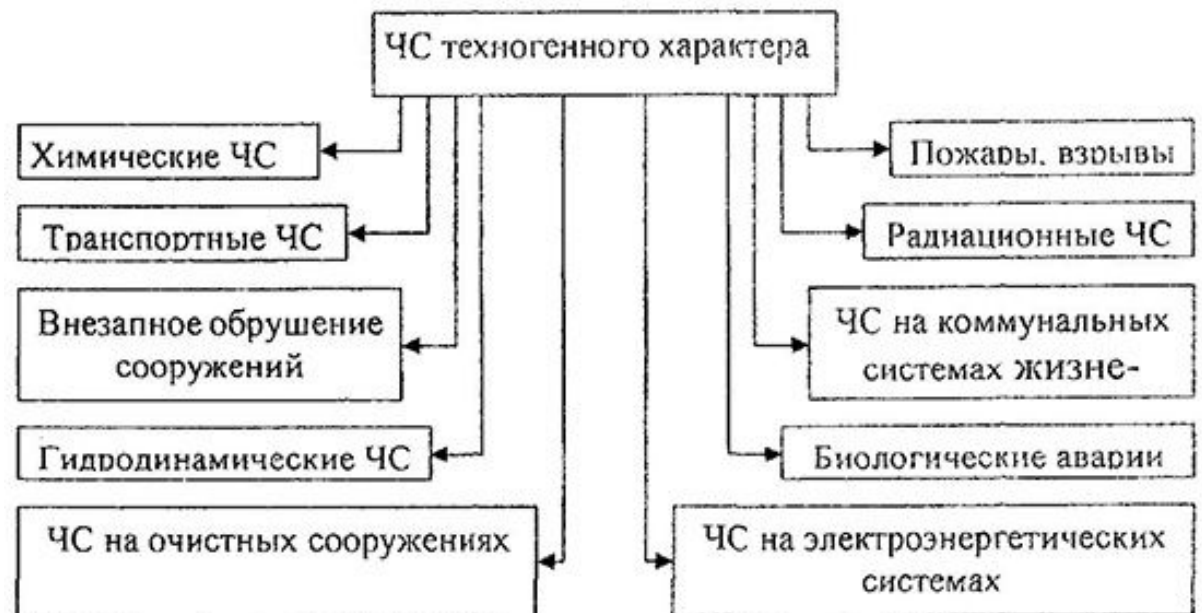 ЧС техногенного характера
Химические ЧС
Транспортные ЧС
Внезапное обрушение
сооружений
Гидродинамические ЧС
ЧС на очистных сооружениях
Пожары, взрывы
Радиационные ЧС
ЧС на коммунальных
системах жизне-
Биологические аварии
ЧС на электроэнергетических
системах